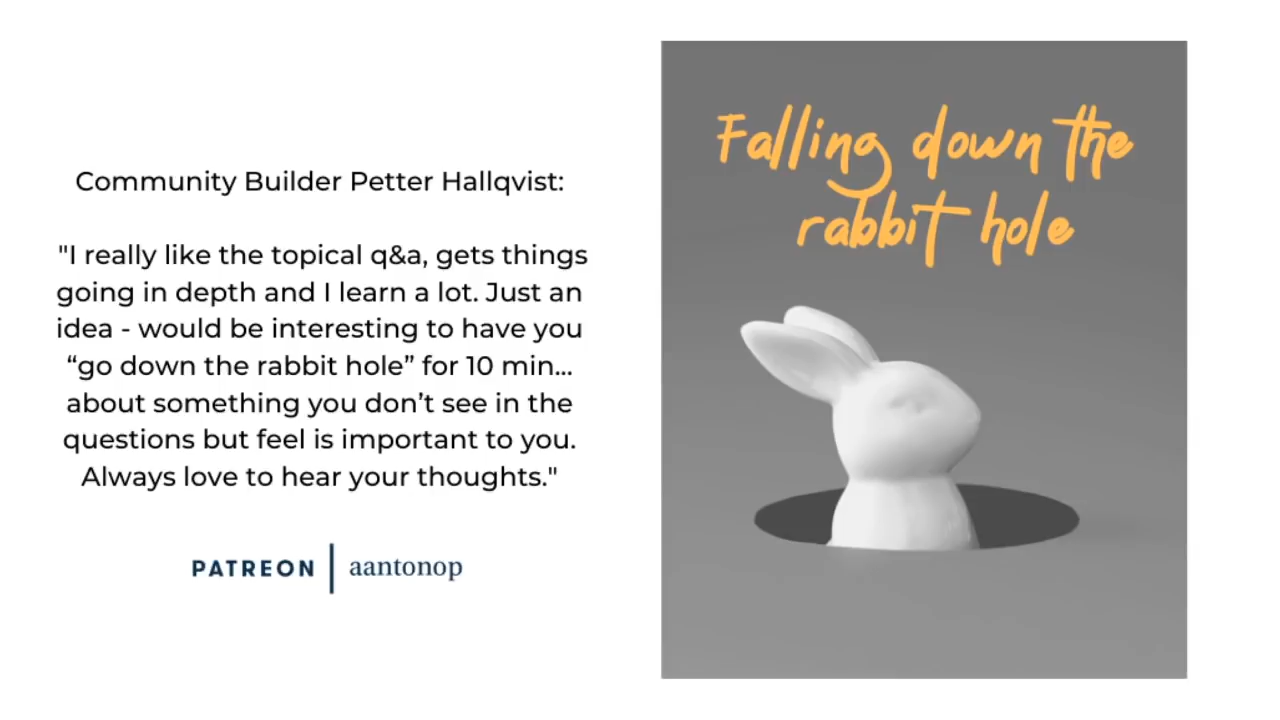 Community Builder Petter Hallqvist:
"I really like the topical q&a, gets things
going in depth and I learn a lot. Just an
idea - would be interesting to have you
“go down the rabbit hole” for 10 min...
about something you don’t see in the
questions but feel is important to you.
Always love to hear your thoughts."
PATREON | aantonop
Falling down the
rabbit hole